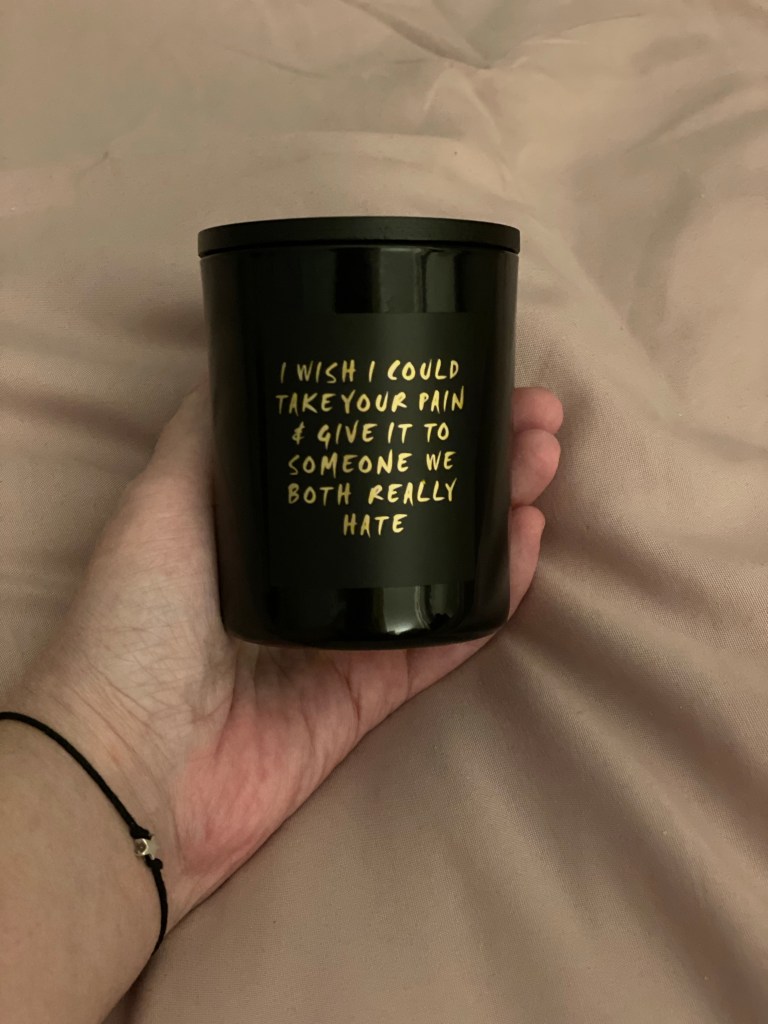 I WISH I COULD
TAKE YOUR PAIN
& GIVE IT TO
SOMEONE WE
BOTH REALLY
HATE